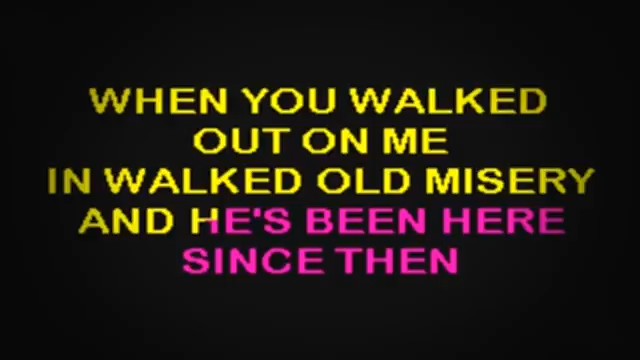 WHEN YOU WALKED
OUT ON ME
IN WALKED OLD MISERY
AND HE'S BEEN HERE
SINCE THEN